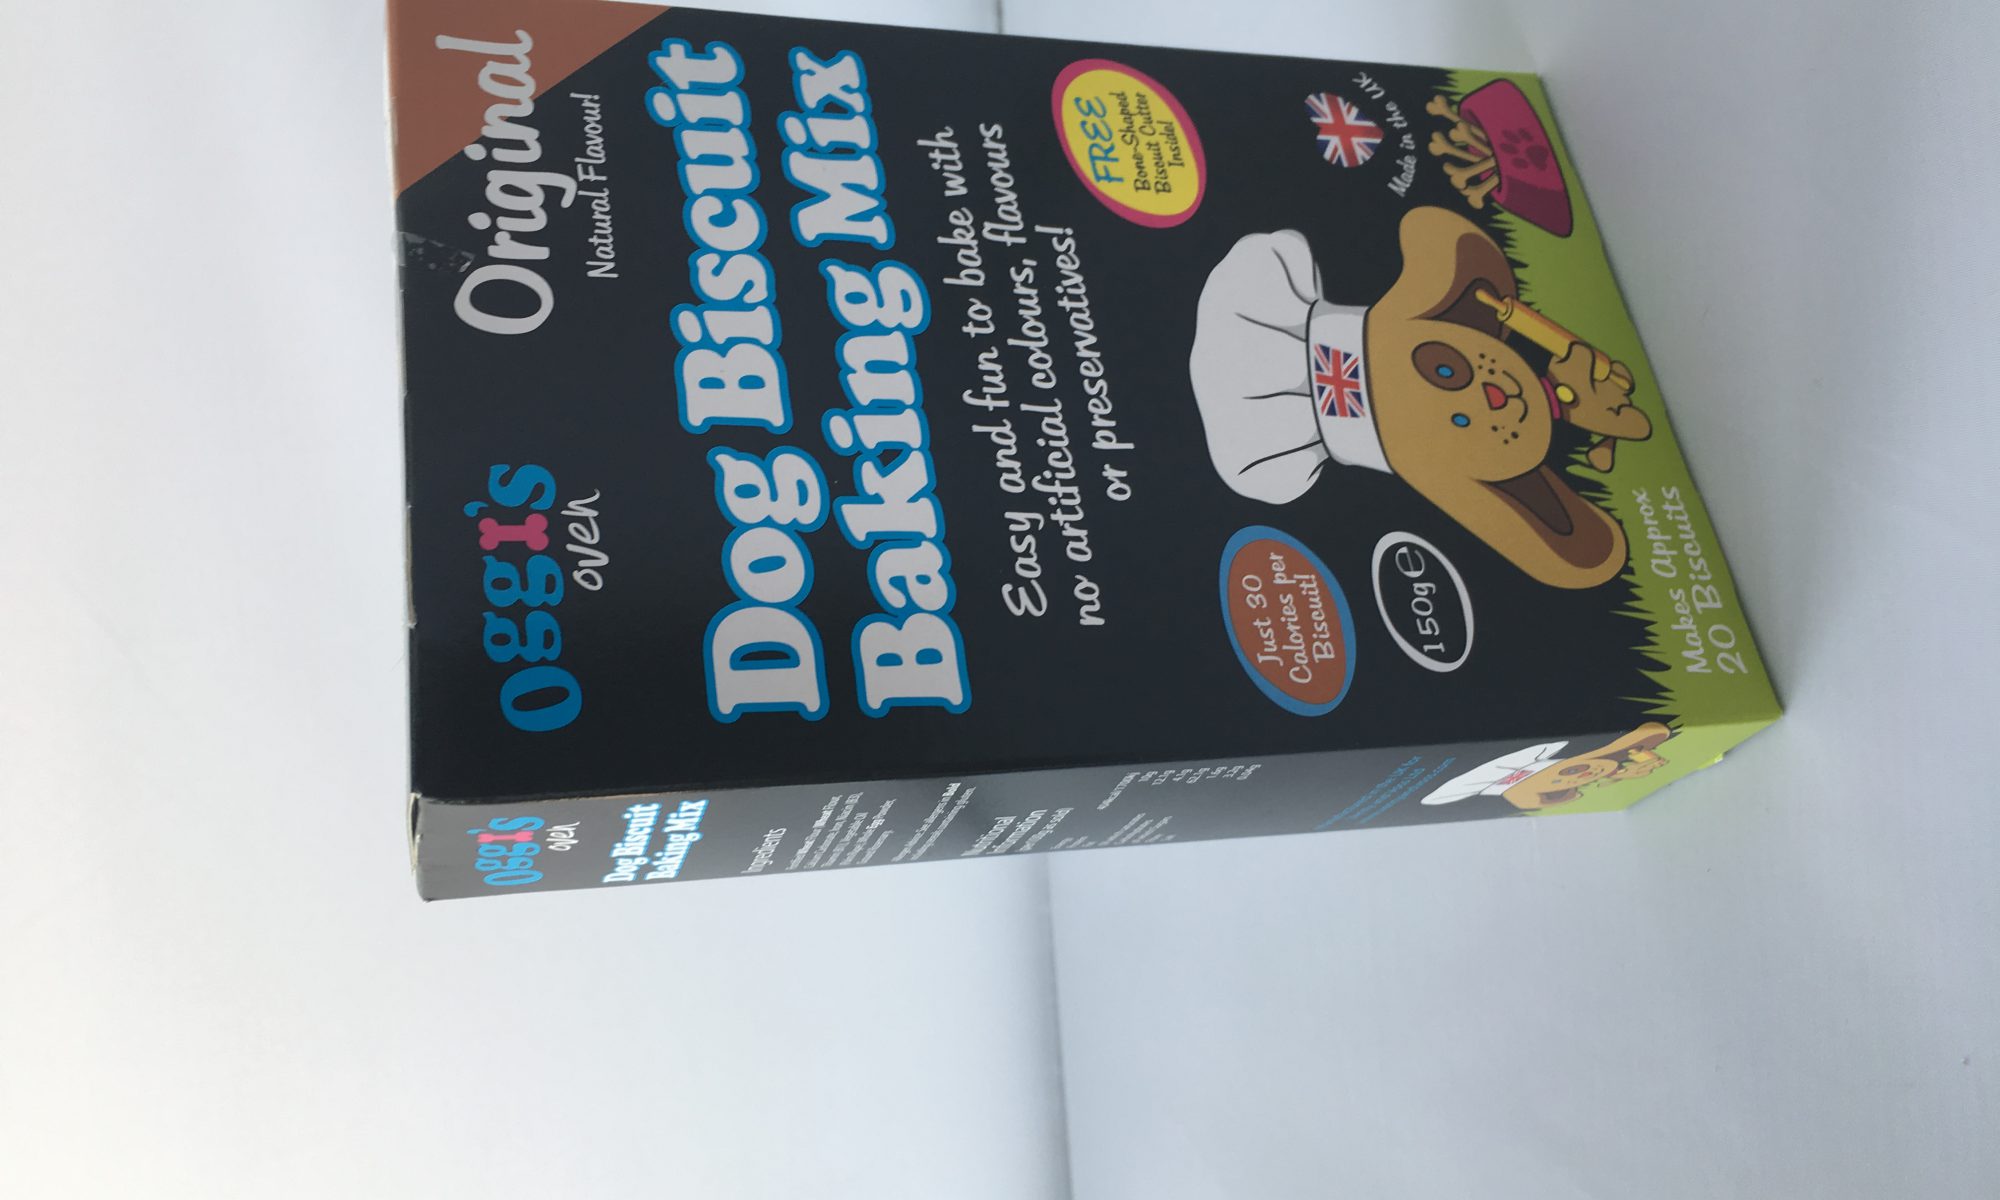 Oggi's
oven
Original
Natural Flavour!
Dog Biscuit
Baking Mix
Easy and fun to bake with
no artificial colours, flavours
or preservatives!
FREE
Bone-Shaped
Biscuit Cutter
Inside!
Just 30
Calories per
Biscuit!
150g e
Made in the UK
Makes Approx
20 Biscuits
Oggi's
oven
Dog Biscuit
Baking Mix
Ingredients
Nutritional
Information